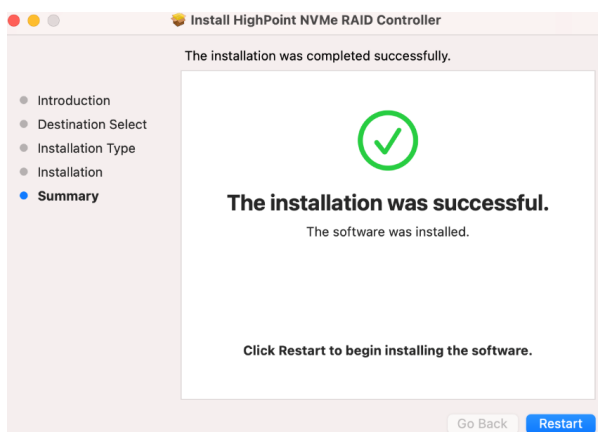 Install HighPoint NVMe RAID Controller
The installation was completed successfully.
Introduction
Destination Select
Installation Type
Installation
Summary
The installation was successful.
The software was installed.
Click Restart to begin installing the software.
Go Back
Restart